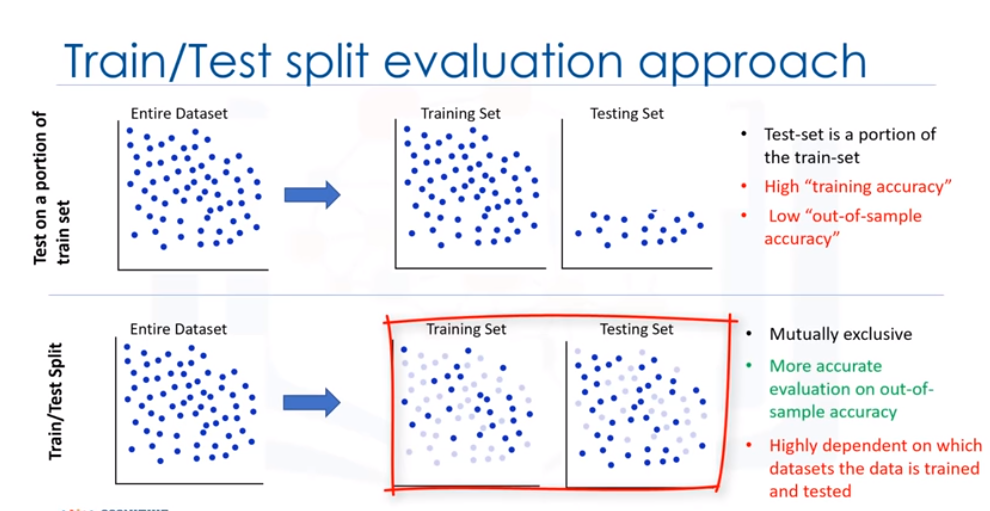 Train/Test split evaluation approach
Test on a portion of
train set
Entire Dataset
Training Set
Testing Set
• Test-set is a portion of
the train-set
• High “training accuracy”
• Low “out-of-sample
accuracy”
Train/Test Split
Entire Dataset
Training Set
Testing Set
• Mutually exclusive
• More accurate
evaluation on out-of-
sample accuracy
• Highly dependent on which
datasets the data is trained
and tested